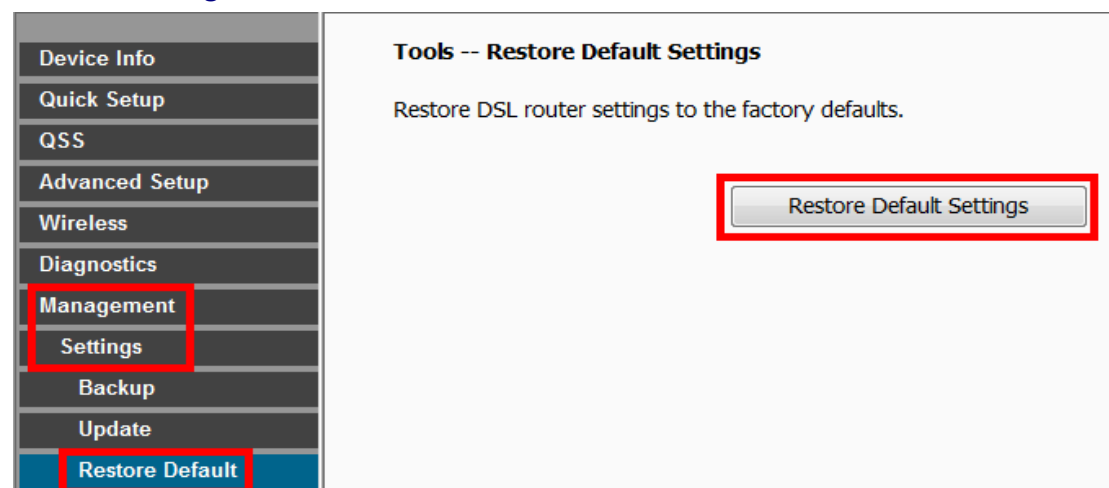 Device Info
Quick Setup
QSS
Advanced Setup
Wireless
Diagnostics
Management
Settings
Backup
Update
Restore Default
Tools -- Restore Default Settings
Restore DSL router settings to the factory defaults.
Restore Default Settings